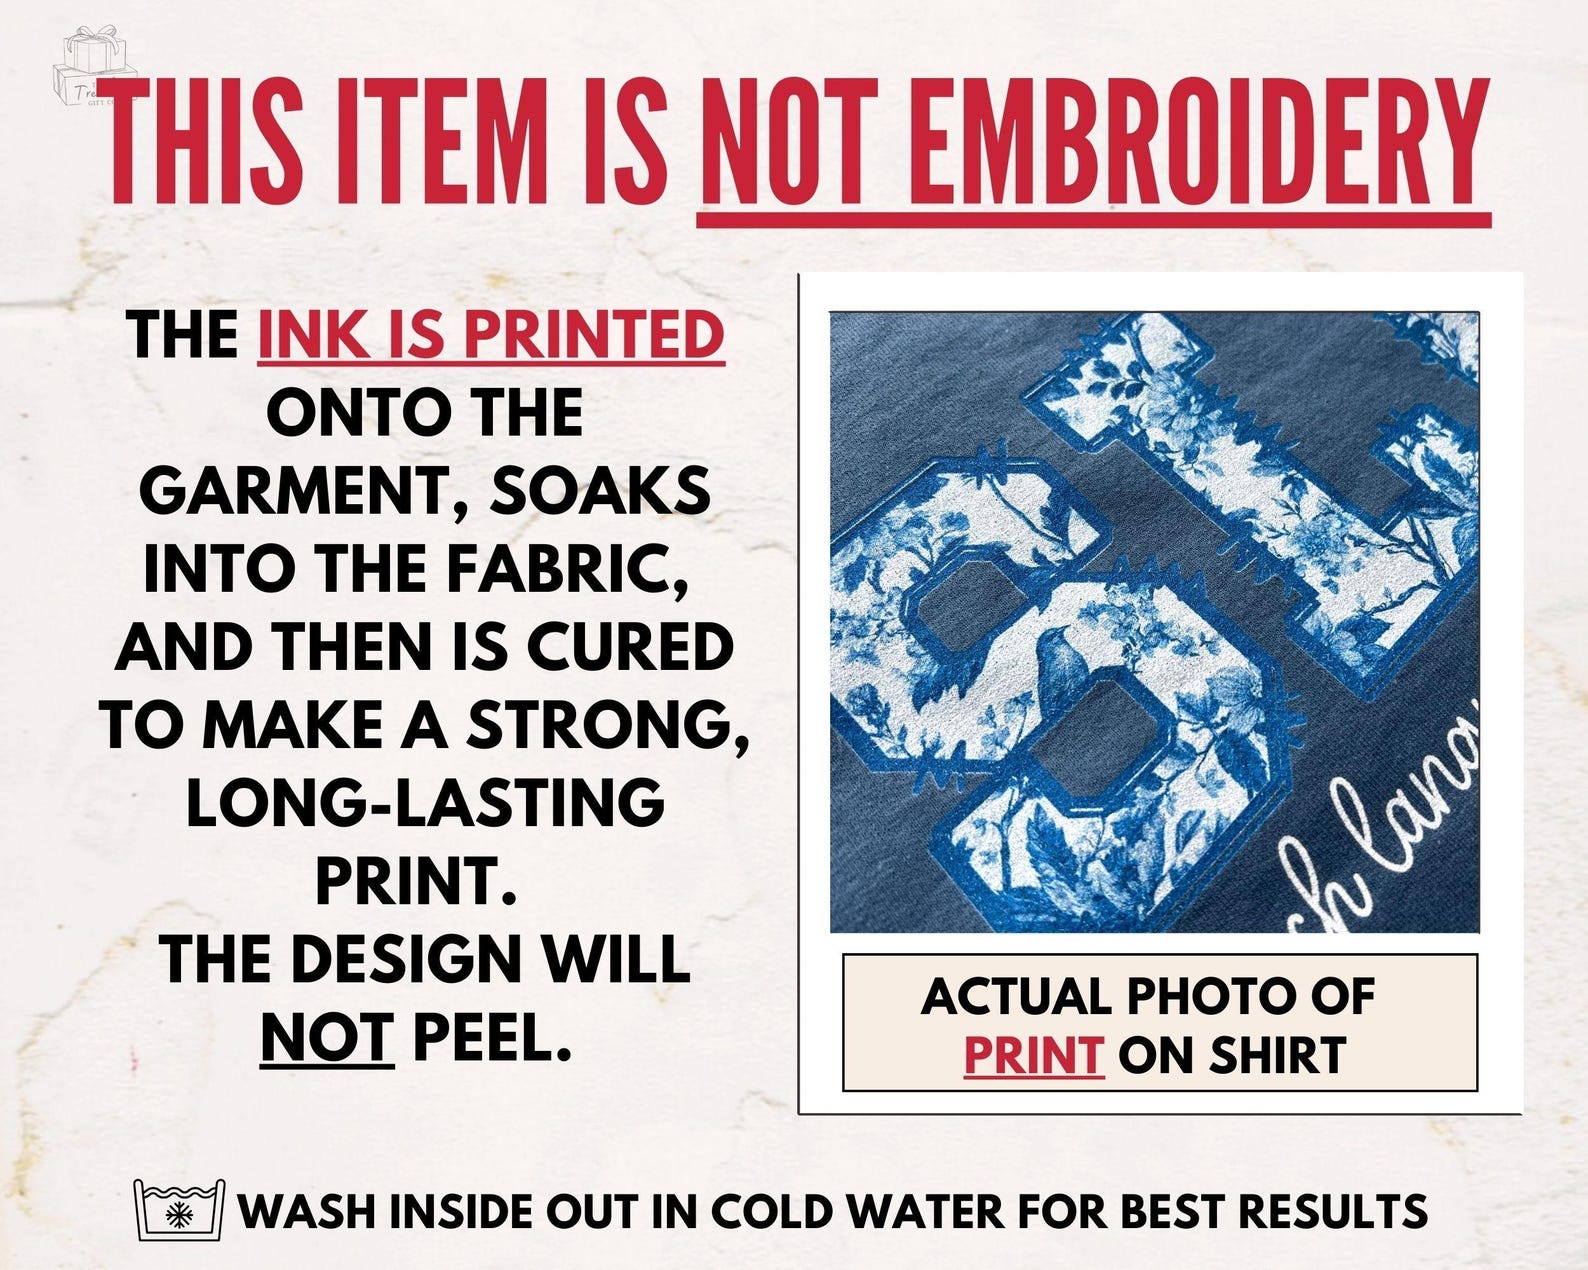 THIS ITEM IS NOT EMBROIDERY
THE INK IS PRINTED
ONTO THE
GARMENT, SOAKS
INTO THE FABRIC,
AND THEN IS CURED
TO MAKE A STRONG,
LONG-LASTING
PRINT.
THE DESIGN WILL
NOT PEEL.
ACTUAL PHOTO OF
PRINT ON SHIRT
WASH INSIDE OUT IN COLD WATER FOR BEST RESULTS